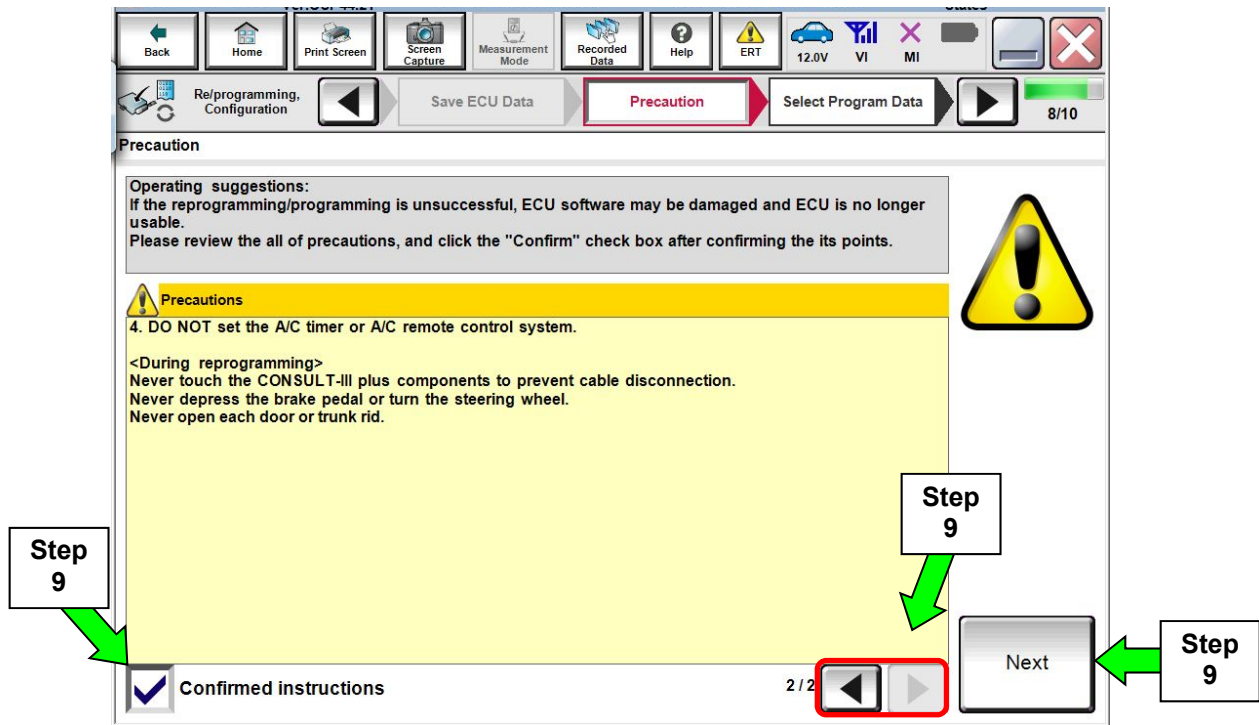 Back
Home
Print Screen
Screen
Capture
Measurement
Mode
Recorded
Data
Help
ERT
12.0V
VI
MI
Re/programming,
Configuration
Save ECU Data
Precaution
Select Program Data
8/10
Precaution
Operating suggestions:
If the reprogramming/programming is unsuccessful, ECU software may be damaged and ECU is no longer
usable.
Please review the all of precautions, and click the "Confirm" check box after confirming the its points.
Precautions
4. DO NOT set the A/C timer or A/C remote control system.
<During reprogramming>
Never touch the CONSULT-III plus components to prevent cable disconnection.
Never depress the brake pedal or turn the steering wheel.
Never open each door or trunk rid.
Step
9
Step
9
Confirmed instructions
2 / 2
Next
Step
9